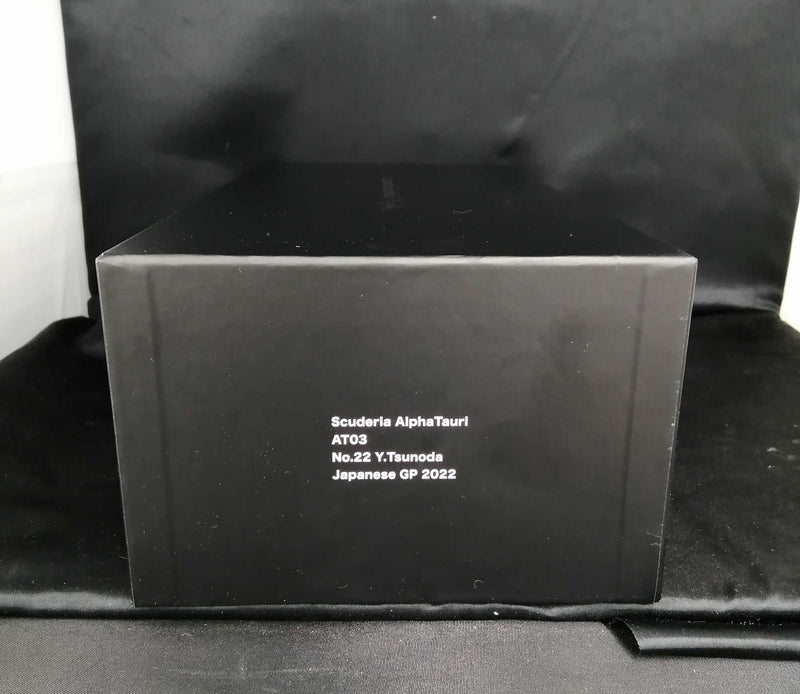 Scuderia AlphaTauri
AT03
No.22 Y.Tsunoda
Japanese GP 2022